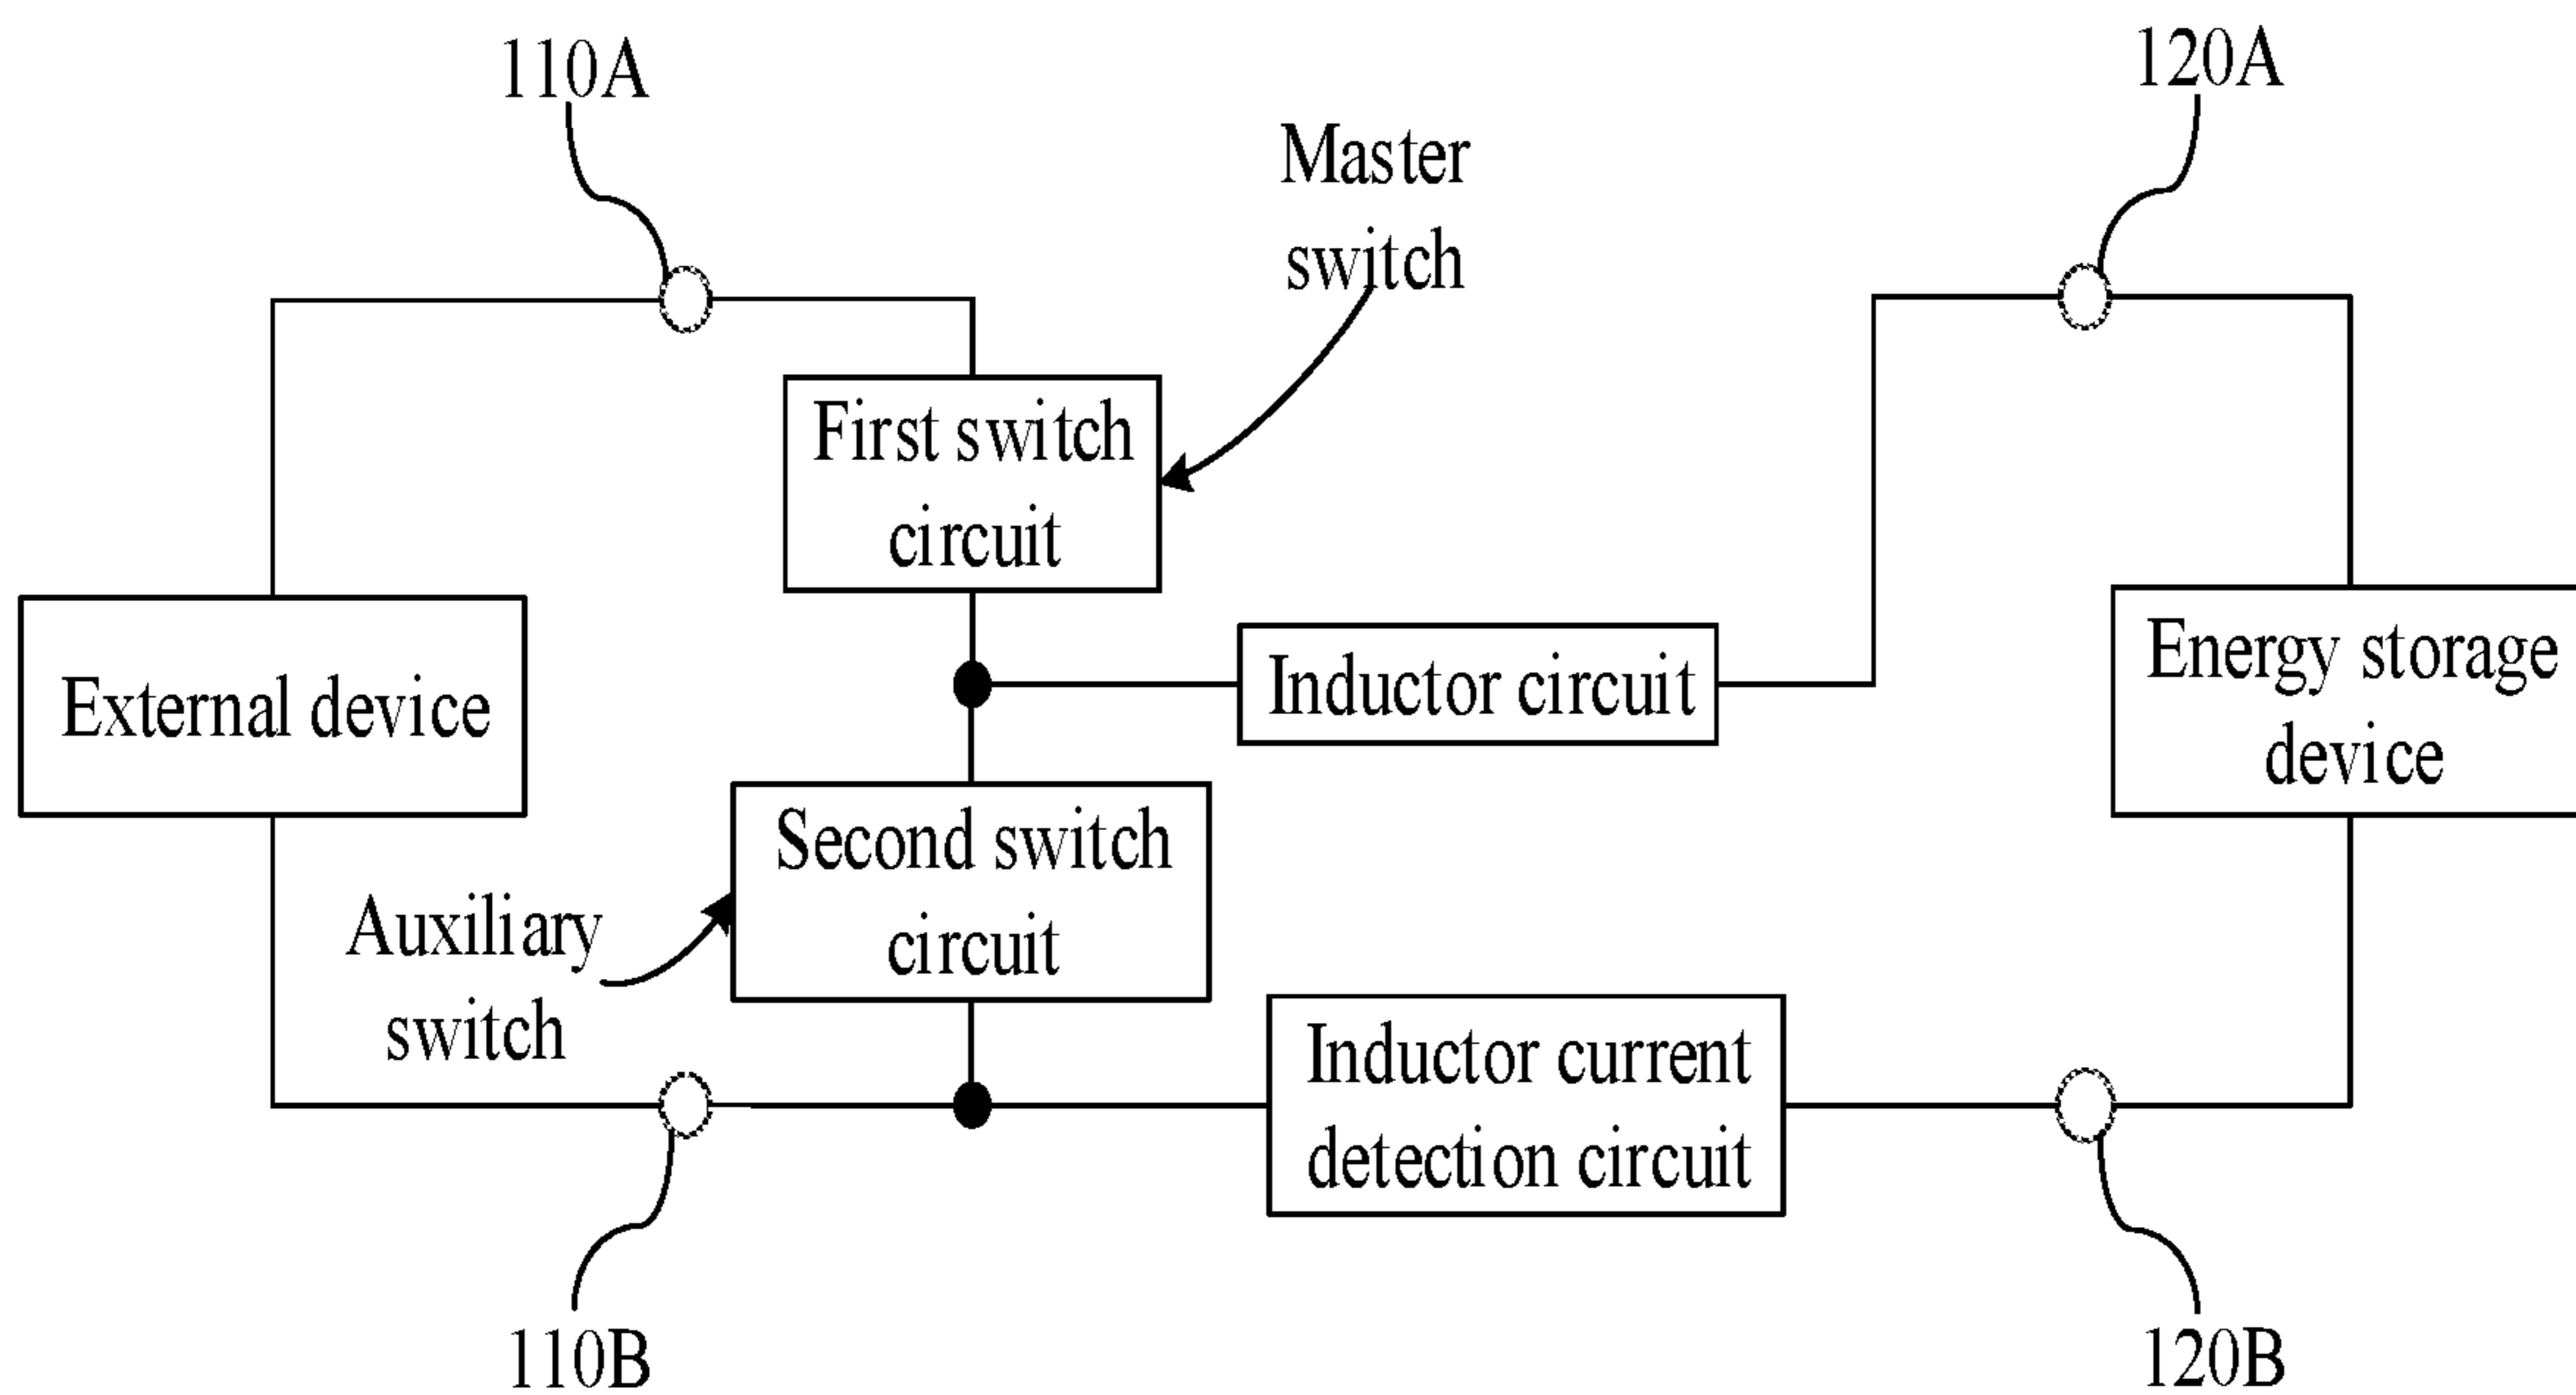 110A
120A
Master
switch
First switch
circuit
External device
Inductor circuit
Energy storage
device
Second switch
circuit
Auxiliary
switch
Inductor current
detection circuit
110B
120B